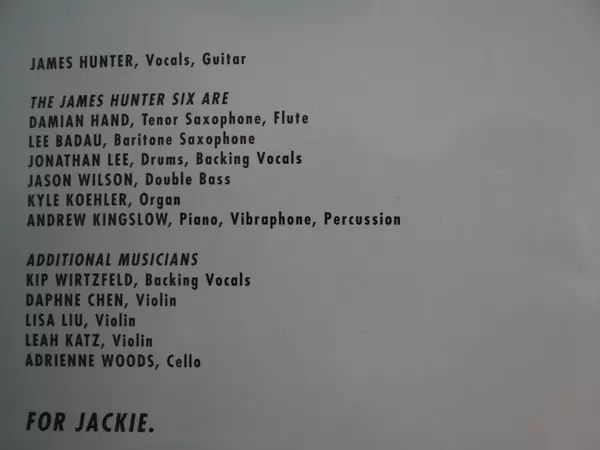 JAMES HUNTER, Vocals, Guitar
THE JAMES HUNTER SIX ARE
DAMIAN HAND, Tenor Saxophone, Flute
LEE BADAU, Baritone Saxophone
JONATHAN LEE, Drums, Backing Vocals
JASON WILSON, Double Bass
KYLE KOEHLER, Organ
ANDREW KINGSLOW, Piano, Vibraphone, Percussion
ADDITIONAL MUSICIANS
KIP WIRTZFELD, Backing Vocals
DAPHNE CHEN, Violin
LISA LIU, Violin
LEAH KATZ, Violin
ADRIENNE WOODS, Cello
FOR JACKIE.